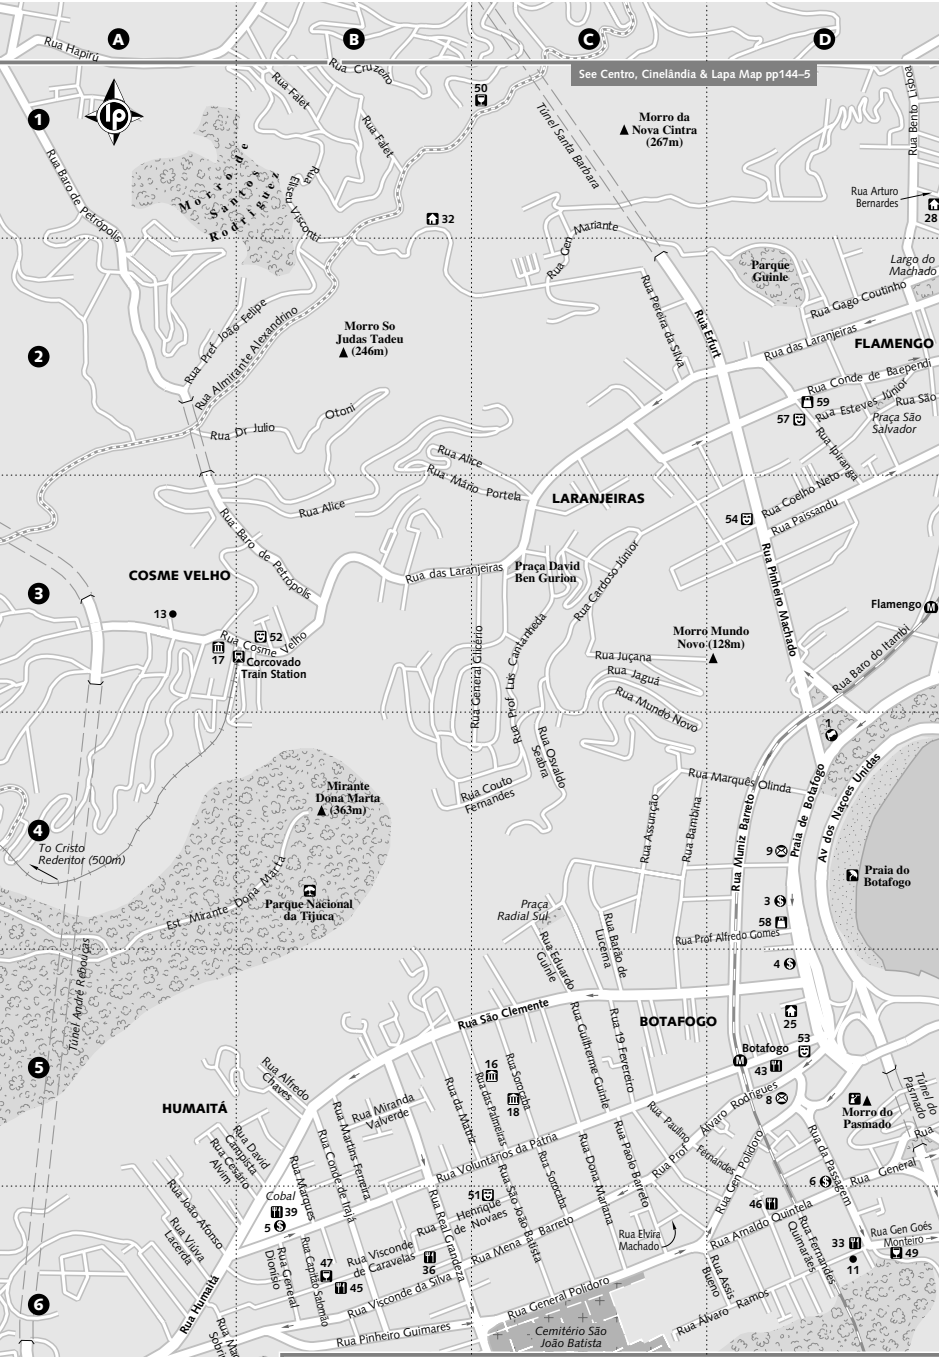 A
B
C
D
Rua Hapirú
See Centro, Cinelândia & Lapa Map pp144–5
1
lp
Rua Cruzeiro
Rua Falet
Rua Falet
50
Túnel Santa Barbara
Morro da
Nova Cintra
(267m)
Rua Bento Lisboa
Rua Arturo
Bernardes
28
Rua Baro de Petrópolis
Morro de
Santos
Rodriguez
Rua
Eliseu Visconti
32
Rua Gen Mariante
Parque
Guinle
Largo do
Machado
2
Rua Pref João Felipe
Rua Almirante Alexandrino
Morro So
Judas Tadeu
(246m)
Rua Pereira da Silva
Rua Erfurt
Rua Gago Coutinho
Rua das Laranjeiras
FLAMENGO
Rua Conde de Baependi
59
Rua Esteves Júnior
Rua São
57
Praça São
Salvador
Rua Ipiranga
Rua Dr Julio
Otoni
Rua Alice
Rua Mário Portela
Rua Alice
LARANJEIRAS
Rua Coelho Neto
Rua Paissandu
54
Rua Baro de Petrópolis
COSME VELHO
3
13
Rua das Laranjeiras
Praça David
Ben Gurion
Rua Cardoso Júnior
Rua Pinheiro Machado
Flamengo
M
52
Rua Cosme Velho
17
Corcovado
Train Station
Rua General Glicério
Rua Prof Luis Cantanheda
Morro Mundo
Novo (128m)
Rua Juçana
Rua Jaguá
Rua Mundo Novo
Rua Baro do Itambi
1
Rua Osvaldo
Seabra
Rua Couto
Fernandes
Rua Marquês Olinda
Mirante
Dona Marta
(363m)
4
To Cristo
Redentor (500m)
Rua Assunção
Rua Bambina
Rua Muniz Barreto
Praia de Botafogo
Av dos Naçoes Unidas
9
Praia do
Botafogo
Est Mirante Dona Marta
Parque Nacional
da Tijuca
Praça
Radial Sul
3
58
Rua Prof Alfredo Gomes
Rua Eduardo
Guinle
Rua Barão de
Lucerna
4
Túnel André Rebouças
Rua São Clemente
BOTAFOGO
25
53
Botafogo
M
43
5
Rua Alfredo
Chaves
16
18
Rua Sorocaba
Rua Guilherme Guinle
Rua 19 Fevereiro
8
Morro do
Pasmado
Túnel do
Pasmado
HUMAITÁ
Rua Miranda
Valverde
Rua da Matriz
Rua das Palmeiras
Rua Paulino
Fernandes
Rua Prof Alvaro Rodrigues
Rua
Rua David
Campista
Rua Cesário
Alvim
Rua Martins Ferreira
Rua Conde de Irajá
Rua Marques
Rua Voluntários da Pátria
Rua Paolo Barreto
Rua Dona Mariana
Rua Sorocaba
Rua São João Batista
Rua Gen Polidoro
Rua da Passagem
6
Rua General
Rua João Afonso
Rua Viúva
Lacerda
Cobal
39
5
51
Rua Henrique
de Novaes
Rua Real Grandeza
46
Rua Arnaldo Quintela
Rua Fernandes
Guimarães
33
11
Rua Gen Goés
Monteiro
49
Rua Elvira
Machado
Rua Mena Barreto
47
45
36
Rua Visconde
de Caravelas
Rua Visconde da Silva
Rua Capitão Salomão
Rua General
Dionísio
6
Rua Humaitá
Rua General Polidoro
Rua Assis
Bueno
Rua Alvaro Ramos
Rua Pinheiro Guimares
Cemitério São
João Batista